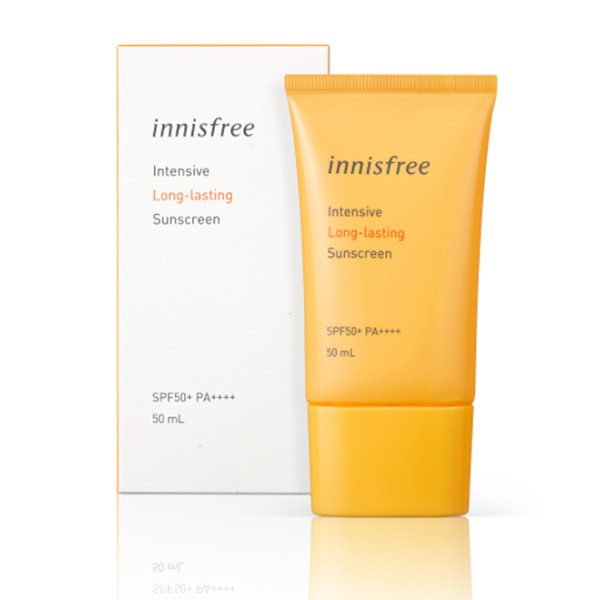 innisfree
Intensive
Long-lasting
Sunscreen
SPF50+ PA++++
50 mL
innisfree
Intensive
Long-lasting
Sunscreen
SPF50+ PA++++
50 mL